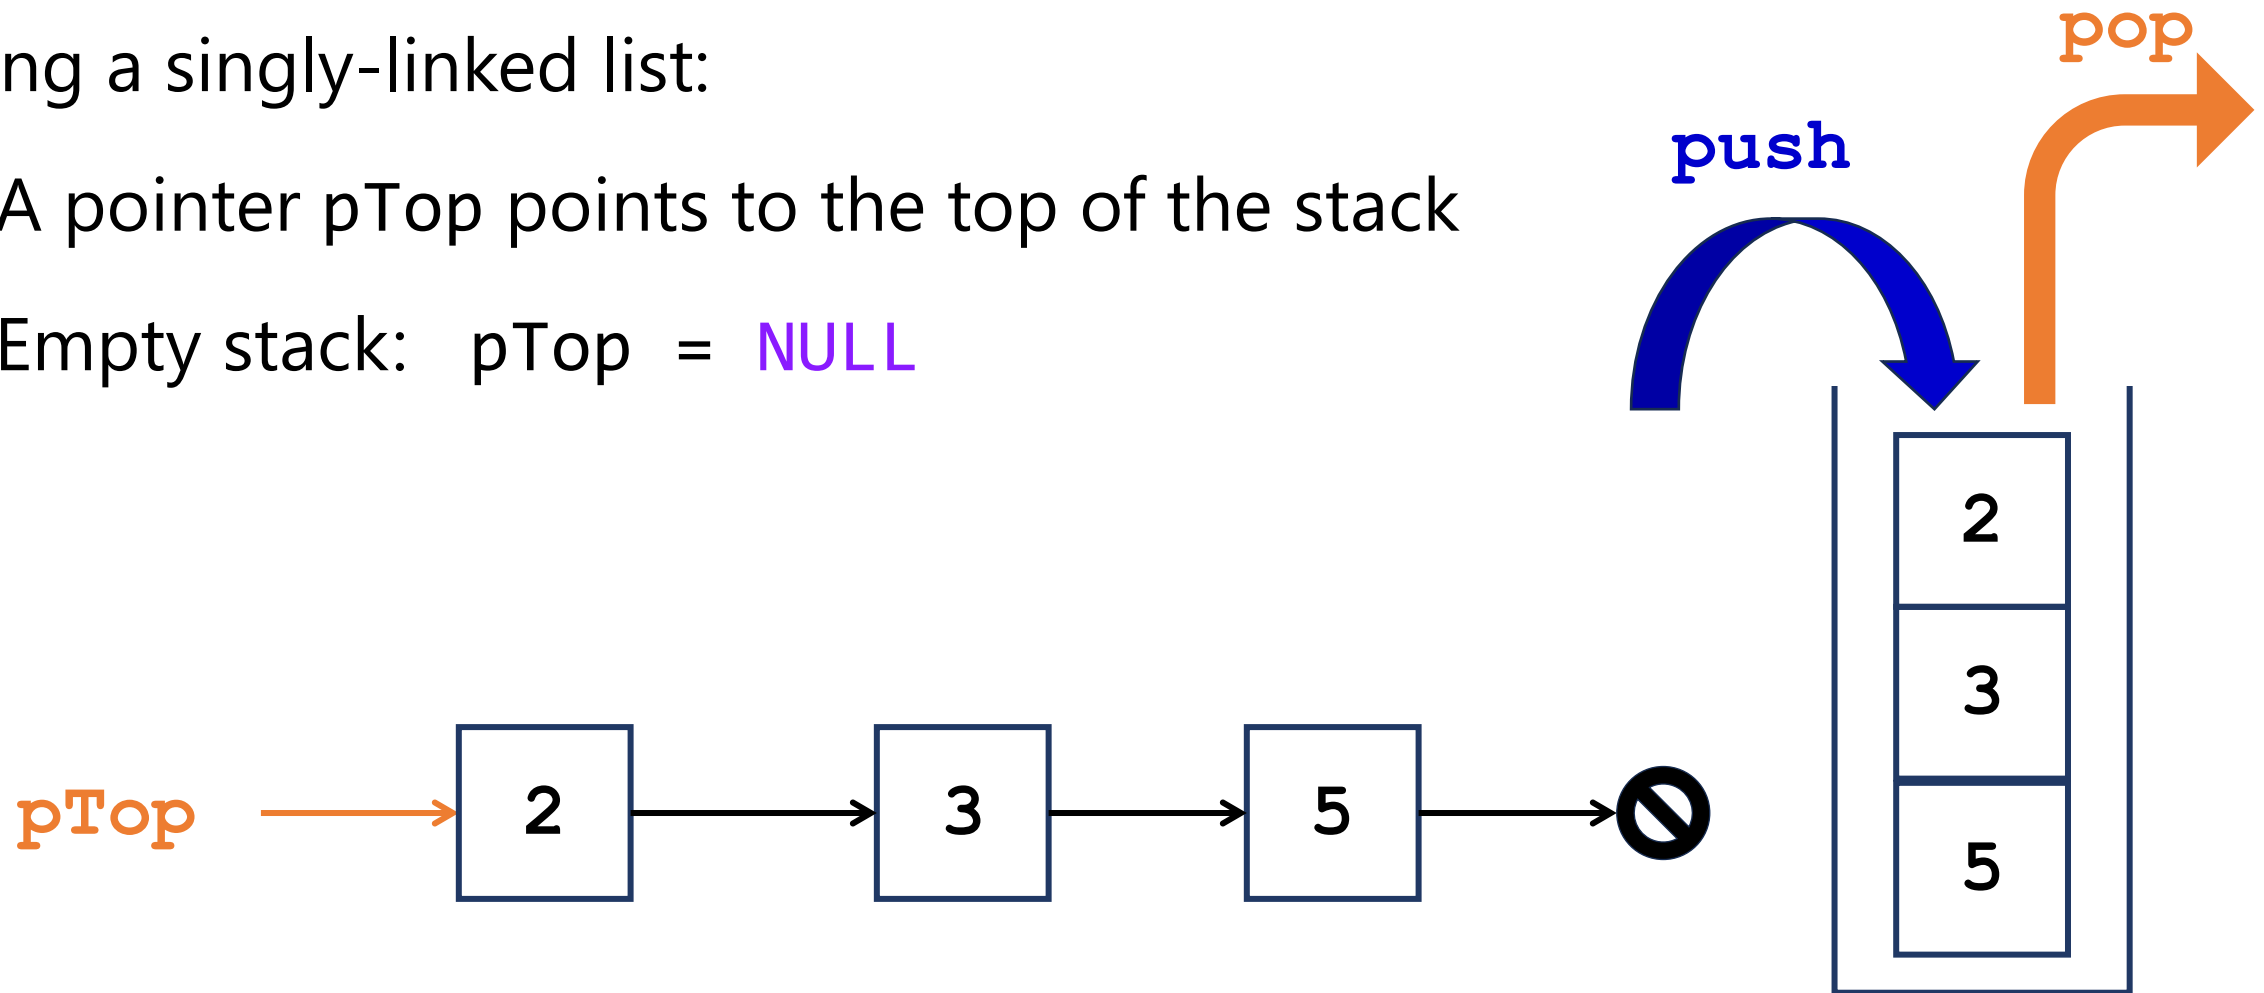 ng a singly-linked list:
A pointer pTop points to the top of the stack
Empty stack: pTop = NULL
pop
push
2
3
5
pTop
2
3
5